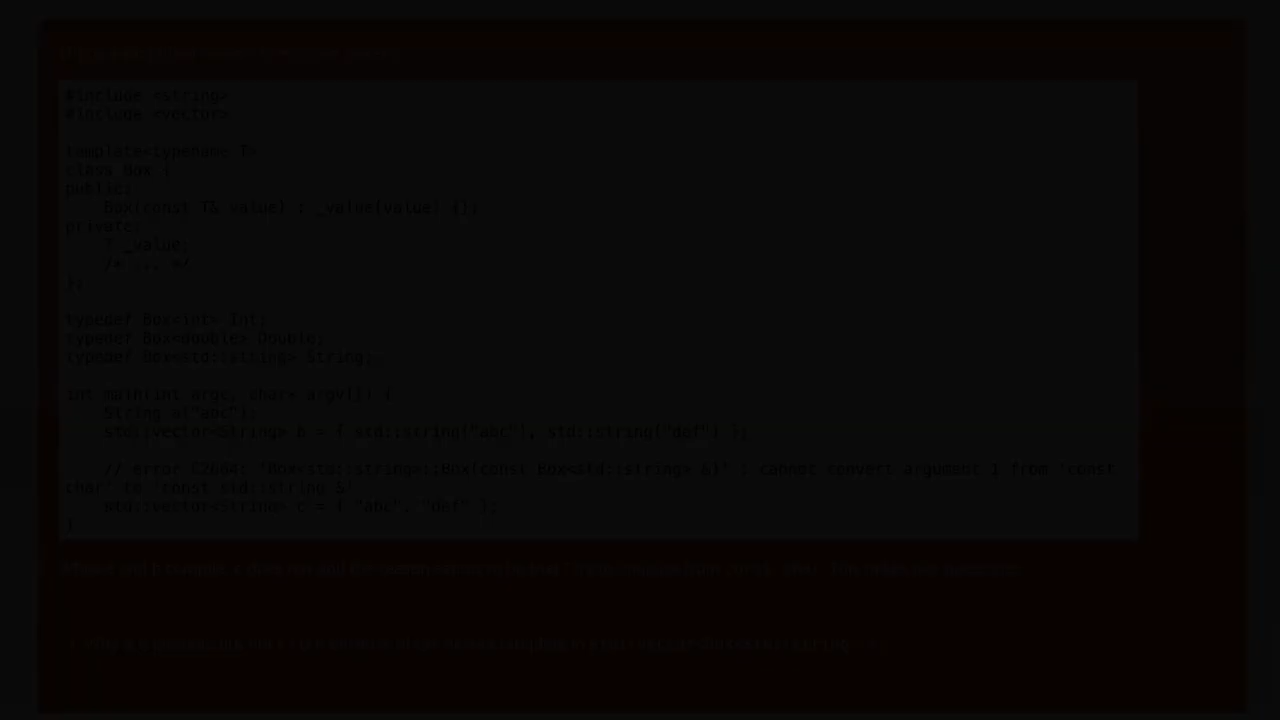 #include <string>
#include <vector>
template<typename T>
class Box {
public:
Box(const T& value) : _value(value) {};
private:
T _value;
/* ... */
};
typedef Box<int> Int;
typedef Box<double> Double;
typedef Box<std::string> String;
int main(int argc, char* argv[]) {
String a("abc");
std::vector<String> b = { std::string("abc"), std::string("def") };
// error C2664: 'Box<std::string>::Box(const Box<std::string> &)' : cannot convert argument 1 from 'const
char' to 'const std::string &'
std::vector<String> c = { "abc", "def" };
}